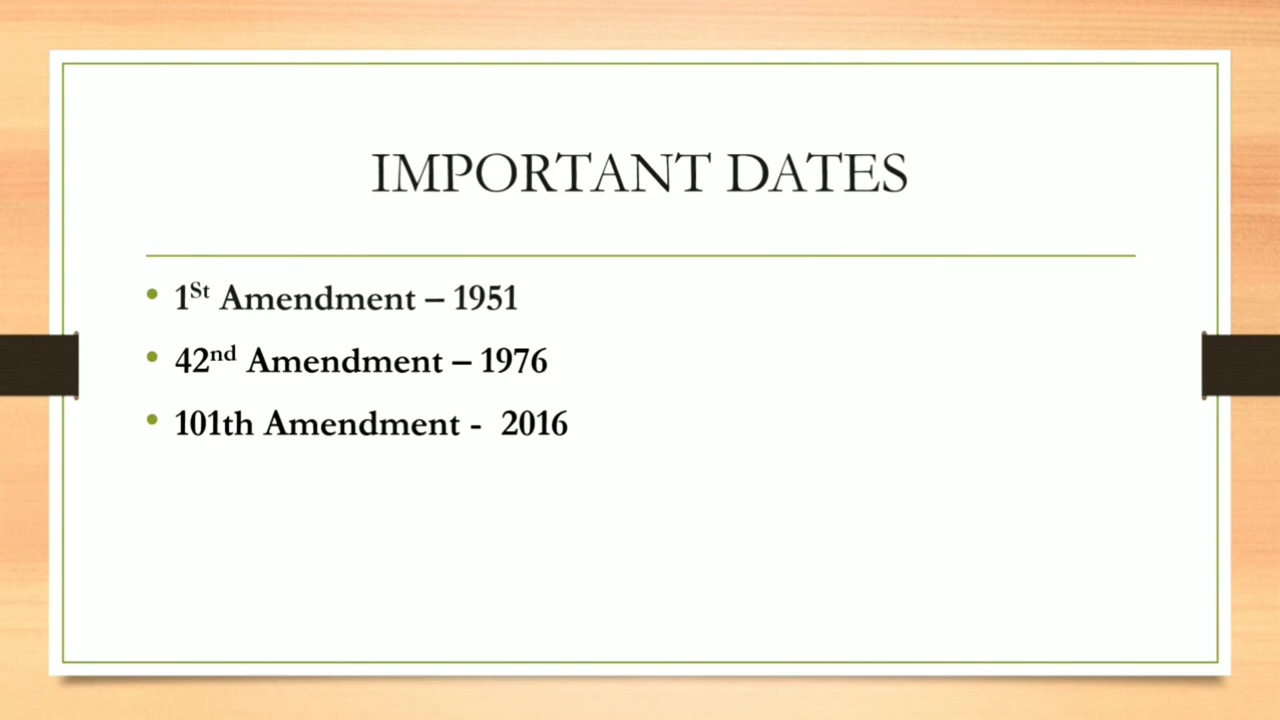 IMPORTANT DATES
• 1St Amendment – 1951
• 42nd Amendment – 1976
• 101th Amendment - 2016